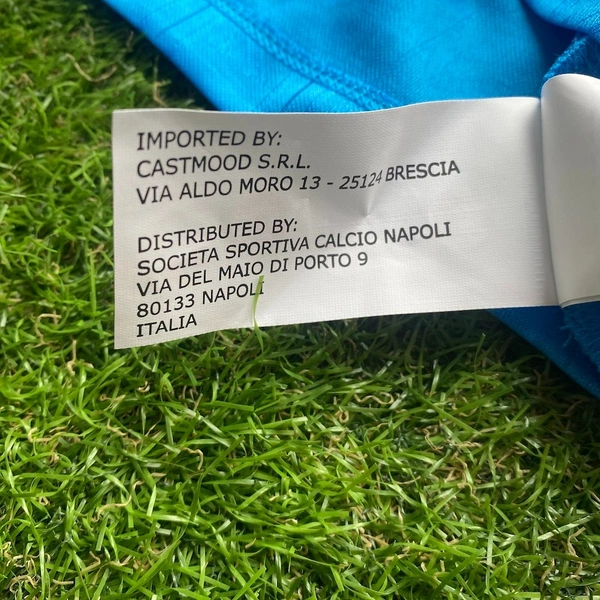 IMPORTED BY:
CASTMOOD S.R.L.
VIA ALDO MORO 13 - 25124 BRESCIA
DISTRIBUTED BY:
SOCIETA SPORTIVA CALCIO NAPOLI
VIA DEL MAIO DI PORTO 9
80133 NAPOLI
ITALIA